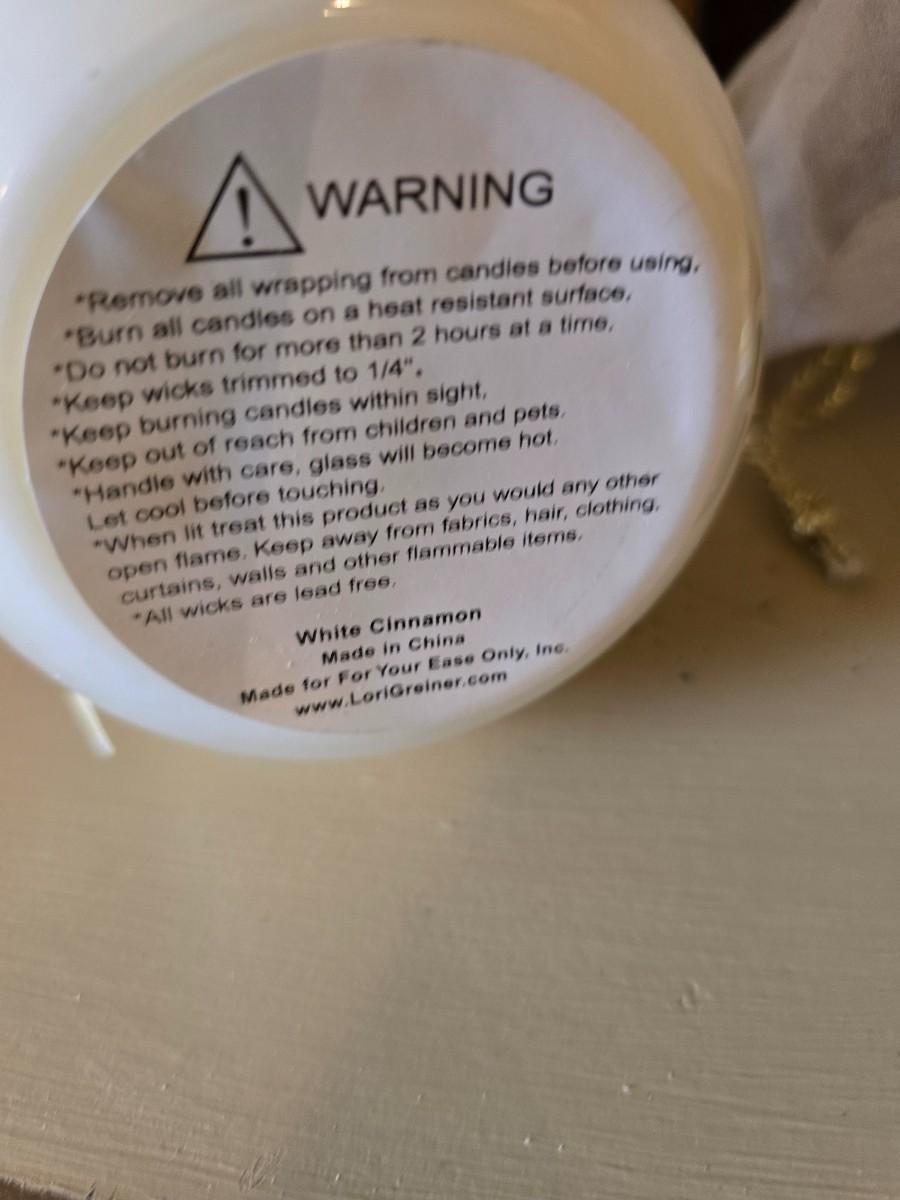 WARNING
*Remove all wrapping from candles before using.
*Burn all candles on a heat resistant surface.
*Do not burn for more than 2 hours at a time.
*Keep wicks trimmed to 1/4".
*Keep burning candles within sight.
*Keep out of reach from children and pets.
*Handle with care, glass will become hot.
Let cool before touching.
*When lit treat this product as you would any other
open flame. Keep away from fabrics, hair, clothing,
curtains, walls and other flammable items.
*All wicks are lead free.
White Cinnamon
Made in China
Made for For Your Ease Only, Inc.
www.LoriGreiner.com